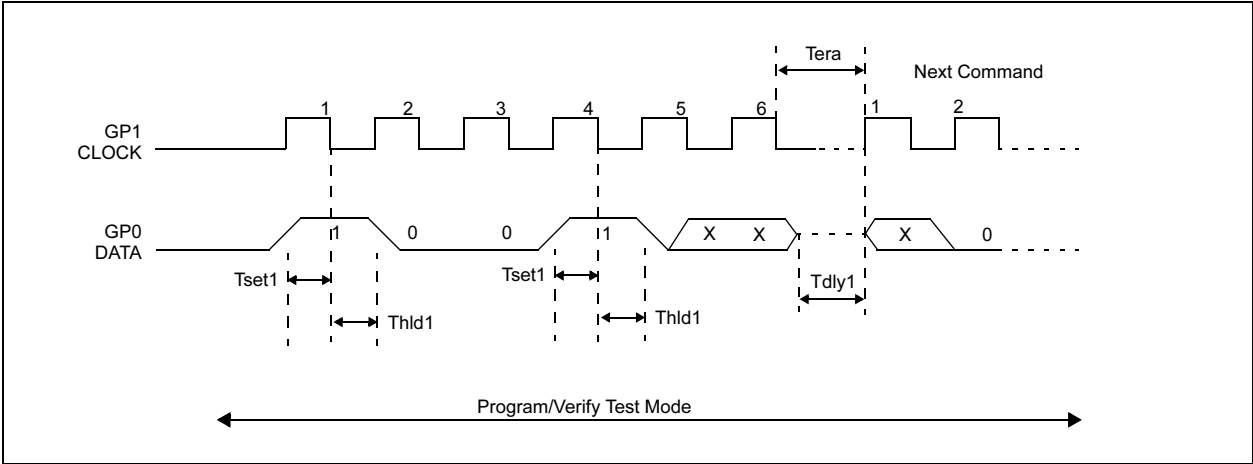 Tera
Next Command
1 2 3 4 5 6 1 2
GP1
CLOCK
GP0
DATA
1 0 0 1 X X X 0
Tset1 Tset1 Tdly1
Thld1 Thld1
Program/Verify Test Mode